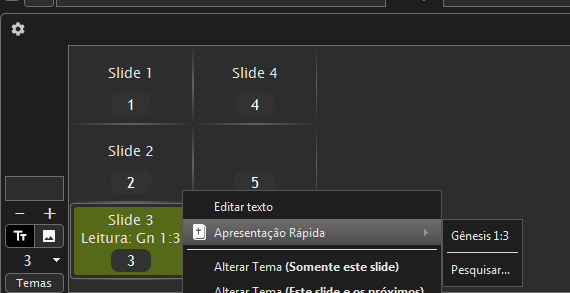 Slide 1
1
Slide 4
4
Slide 2
2
5
Slide 3
Leitura: Gn 1:3
3
− +
TT
3
Temas
Editar texto
Apresentação Rápida
Alterar Tema (Somente este slide)
Alterar Tema (Este slide e os próximos)
Gênesis 1:3
Pesquisar...